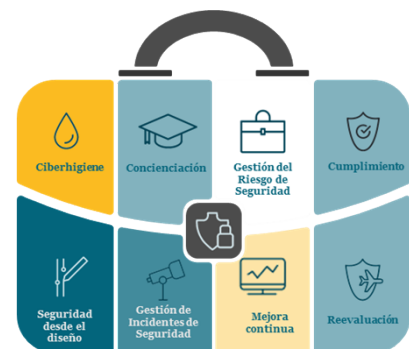 Ciberhigiene
Concienciación
Gestión del
Riesgo de
Seguridad
Cumplimiento
Seguridad
desde el
diseño
Gestión de
Incidentes de
Seguridad
Mejora
continua
Reevaluación